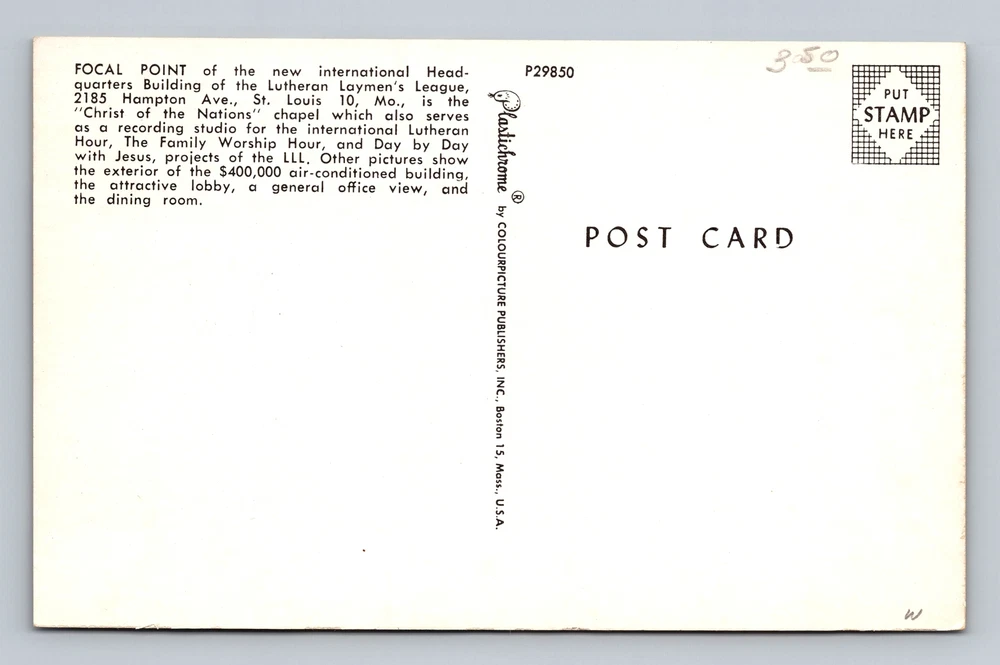 FOCAL POINT of the new international Head-
quarters Building of the Lutheran Laymen's League,
2185 Hampton Ave., St. Louis 10, Mo., is the
"Christ of the Nations" chapel which also serves
as a recording studio for the international Lutheran
Hour, The Family Worship Hour, and Day by Day
with Jesus, projects of the LLL. Other pictures show
the exterior of the $400,000 air-conditioned building,
the attractive lobby, a general office view, and
the dining room.
P29850
Plastichrome ® by COLOURPICTURE PUBLISHERS, INC., Boston 15, Mass., U.S.A.
3.50
PUT
STAMP
HERE
POST CARD
W